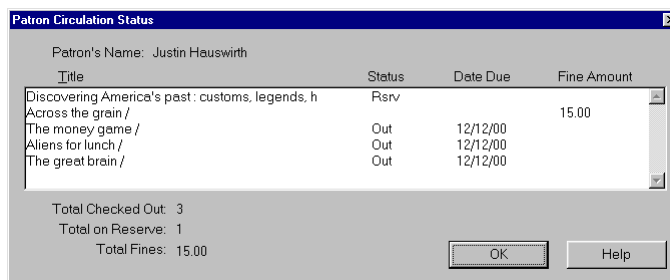 Patron Circulation Status
Patron's Name: Justin Hauswirth
Title Status Date Due Fine Amount
Discovering America's past : customs, legends, h Rsrv
Across the grain / 15.00
The money game / Out 12/12/00
Aliens for lunch / Out 12/12/00
The great brain / Out 12/12/00
Total Checked Out: 3
Total on Reserve: 1
Total Fines: 15.00
OK Help